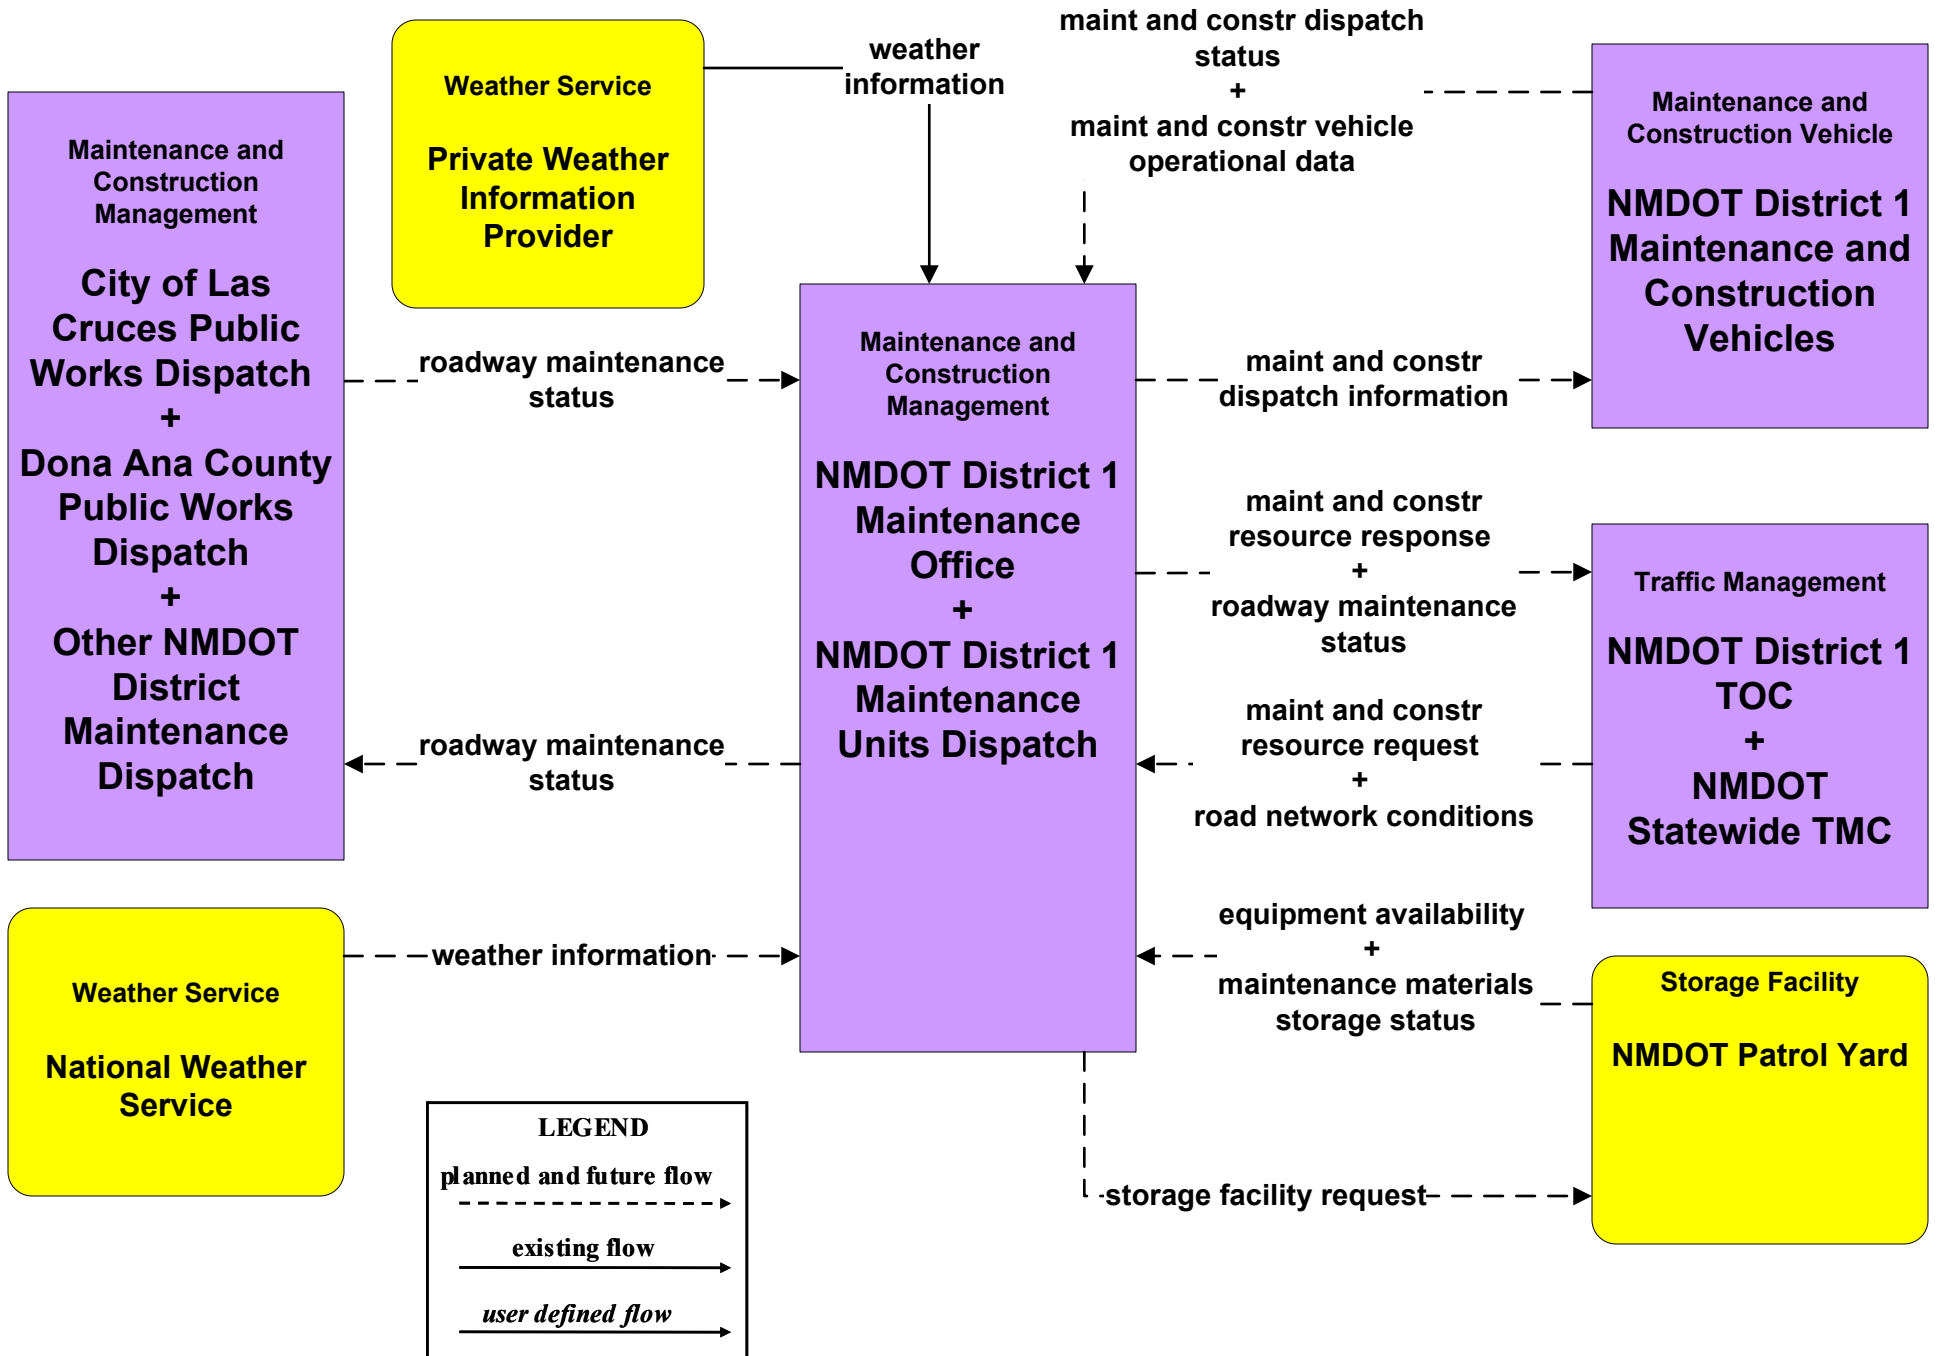 Maintenance and
Construction
Management
City of Las
Cruces Public
Works Dispatch
+
Dona Ana County
Public Works
Dispatch
+
Other NMDOT
District
Maintenance
Dispatch
Weather Service
Private Weather
Information
Provider
weather
information
maint and constr dispatch
status
+
maint and constr vehicle
operational data
Maintenance and
Construction Vehicle
NMDOT District 1
Maintenance and
Construction
Vehicles
roadway maintenance
status
Maintenance and
Construction
Management
NMDOT District 1
Maintenance
Office
+
NMDOT District 1
Maintenance
Units Dispatch
maint and constr
dispatch information
maint and constr
resource response
+
roadway maintenance
status
Traffic Management
NMDOT District 1
TOC
+
NMDOT
Statewide TMC
roadway maintenance
status
maint and constr
resource request
+
road network conditions
Weather Service
National Weather
Service
weather information
equipment availability
+
maintenance materials
storage status
Storage Facility
NMDOT Patrol Yard
storage facility request
LEGEND
planned and future flow
existing flow
user defined flow